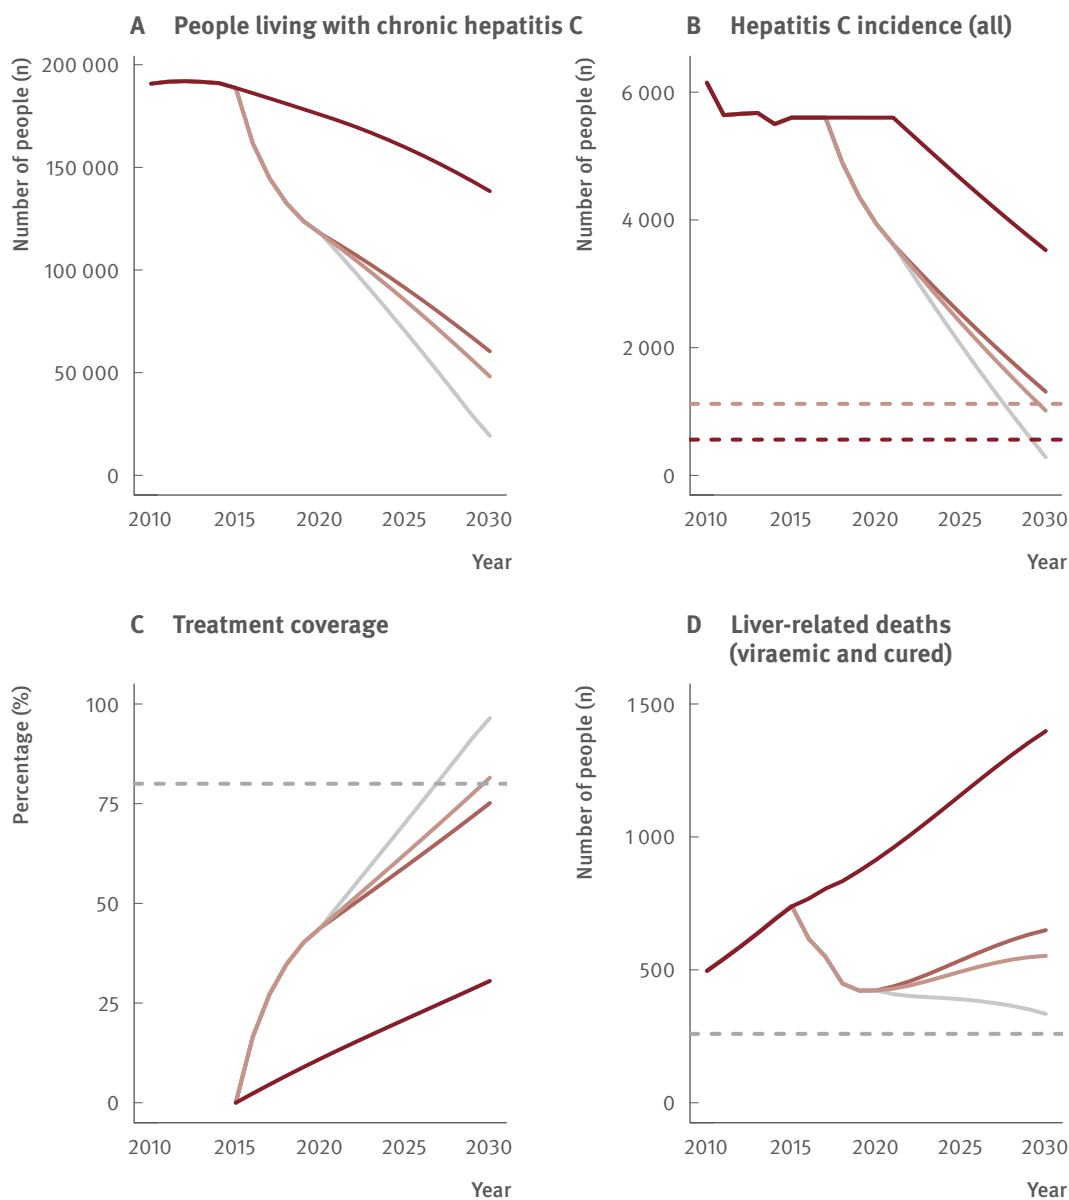 A People living with chronic hepatitis C
Number of people (n)
200 000
150 000
100 000
50 000
0
2010 2015 2020 2025 2030
Year
B Hepatitis C incidence (all)
Number of people (n)
6 000
4 000
2 000
0
2010 2015 2020 2025 2030
Year
C Treatment coverage
Percentage (%)
100
75
50
25
0
2010 2015 2020 2025 2030
Year
D Liver-related deaths
(viraemic and cured)
Number of people (n)
1 500
1 000
500
0
2010 2015 2020 2025 2030
Year